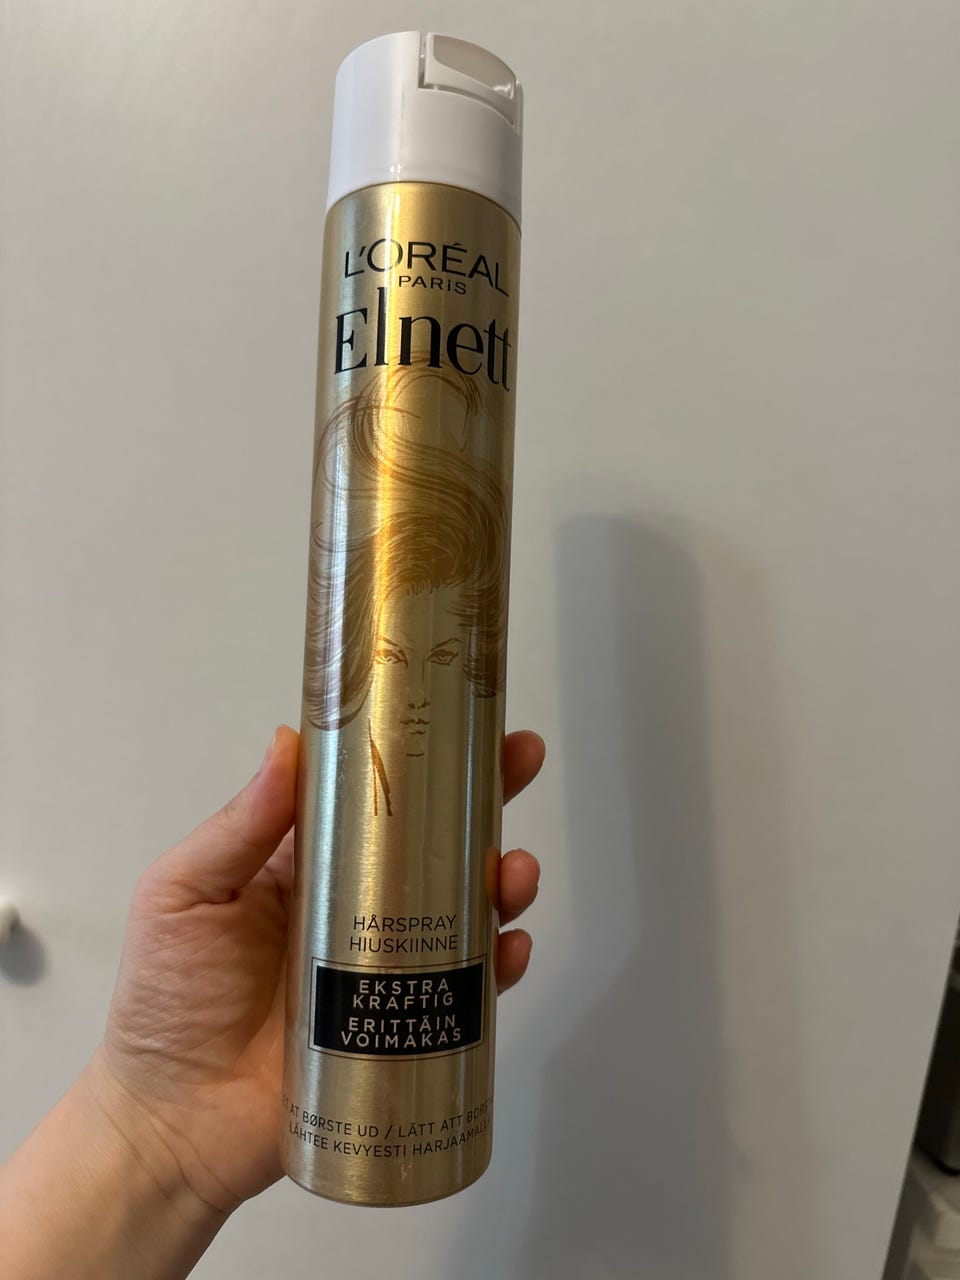 L'ORÉAL
PARIS
Elnett
HÅRSPRAY
HIUSKIINNE
EKSTRA
KRAFTIG
ERITTÄIN
VOIMAKAS
AT BØRSTE UD / LÄTT ATT
LÄHTEE KEVYESTI